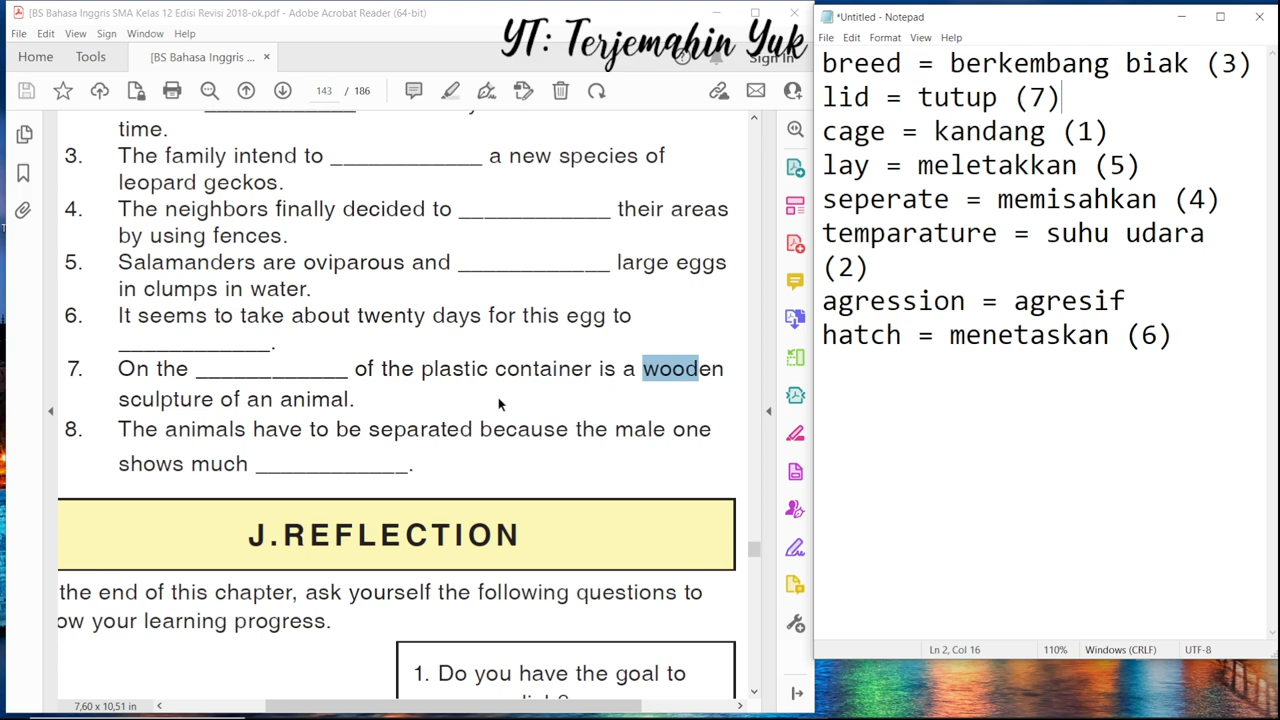 [BS Bahasa Inggris SMA Kelas 12 Edisi Revisi 2018-ok.pdf - Adobe Acrobat Reader (64-bit)
File Edit View Sign Window Help
YT: Terjemahin Yuk
Home Tools [BS Bahasa Inggris ... × Sign In
143 / 186
time.
3. The family intend to ____________ a new species of
leopard geckos.
4. The neighbors finally decided to ____________ their areas
by using fences.
5. Salamanders are oviparous and ____________ large eggs
in clumps in water.
6. It seems to take about twenty days for this egg to
____________.
7. On the ____________ of the plastic container is a wooden
sculpture of an animal.
8. The animals have to be separated because the male one
shows much ____________.
J.REFLECTION
the end of this chapter, ask yourself the following questions to
ow your learning progress.
1. Do you have the goal to
7,60 x 10,51 in
*Untitled - Notepad
File Edit Format View Help
breed = berkembang biak (3)
lid = tutup (7)
cage = kandang (1)
lay = meletakkan (5)
seperate = memisahkan (4)
temparature = suhu udara
(2)
agression = agresif
hatch = menetaskan (6)
Ln 2, Col 16 110% Windows (CRLF) UTF-8